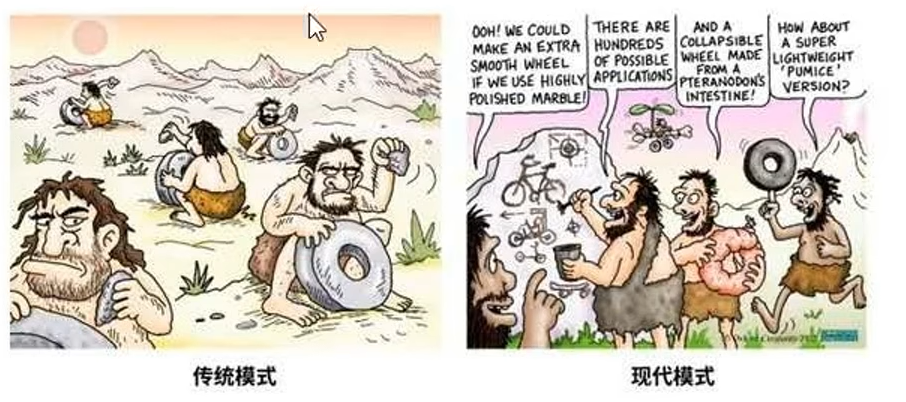 OOH! WE COULD
MAKE AN EXTRA
SMOOTH WHEEL
IF WE USE HIGHLY
POLISHED MARBLE!
THERE ARE
HUNDREDS
OF POSSIBLE
APPLICATIONS
AND A
COLLAPSIBLE
WHEEL MADE
FROM A
PTERANODON'S
INTESTINE!
HOW ABOUT
A SUPER
LIGHTWEIGHT
'PUMICE'
VERSION?
传统模式
现代模式